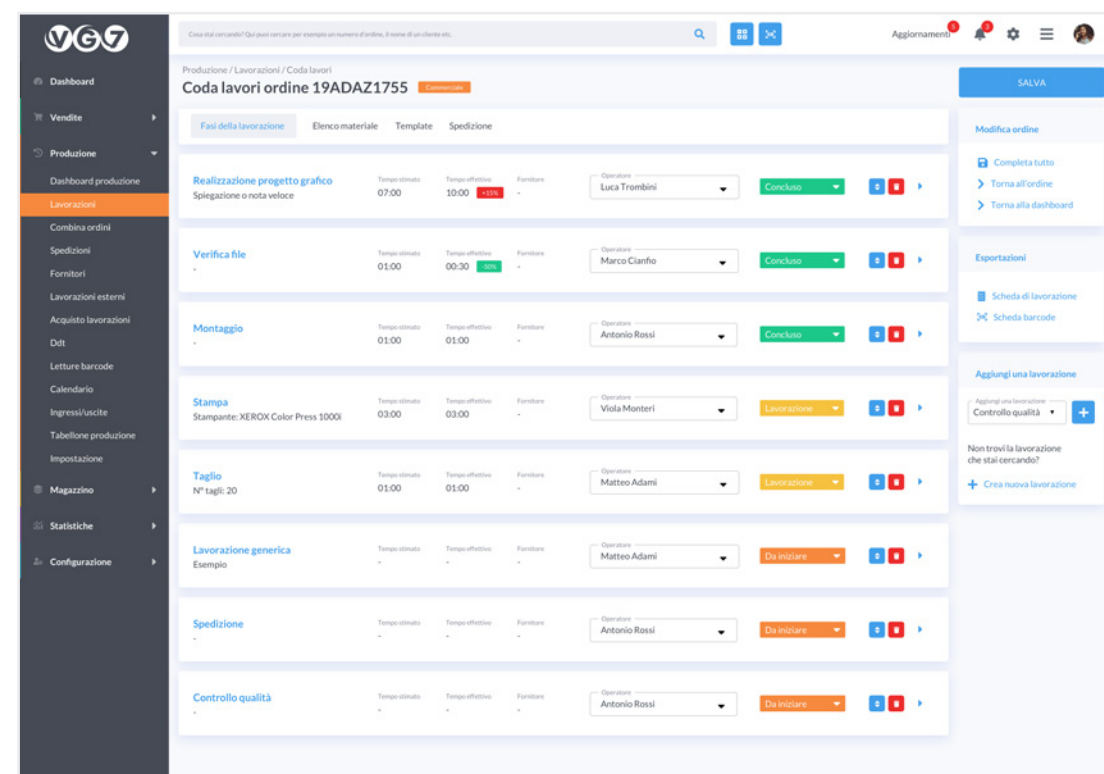 VG7
Cosa stai cercando? Qui puoi cercare per esempio un numero d'ordine, il nome di un cliente etc.
Aggiornamenti
5
3
Dashboard
Vendite
Produzione
Dashboard produzione
Lavorazioni
Combina ordini
Spedizioni
Fornitori
Lavorazioni esterni
Acquisto lavorazioni
Ddt
Letture barcode
Calendario
Ingressi/uscite
Tabellone produzione
Impostazione
Magazzino
Statistiche
Configurazione
Produzione / Lavorazioni / Coda lavori
Coda lavori ordine 19ADAZ1755 Commerciale
Fasi della lavorazione Elenco materiale Template Spedizione
Realizzazione progetto grafico Tempo stimato Tempo effettivo Fornitore Operatore
Spiegazione o nota veloce 07:00 10:00 +15% - Luca Trombini Concluso
Verifica file Tempo stimato Tempo effettivo Fornitore Operatore
- 01:00 00:30 -50% - Marco Cianfio Concluso
Montaggio Tempo stimato Tempo effettivo Fornitore Operatore
- 01:00 01:00 - Antonio Rossi Concluso
Stampa Tempo stimato Tempo effettivo Fornitore Operatore
Stampante: XEROX Color Press 1000i 03:00 03:00 - Viola Monteri Lavorazione
Taglio Tempo stimato Tempo effettivo Fornitore Operatore
N° tagli: 20 01:00 01:00 - Matteo Adami Lavorazione
Lavorazione generica Tempo stimato Tempo effettivo Fornitore Operatore
Esempio - - - Matteo Adami Da iniziare
Spedizione Tempo stimato Tempo effettivo Fornitore Operatore
- - - - Antonio Rossi Da iniziare
Controllo qualità Tempo stimato Tempo effettivo Fornitore Operatore
- - - - Antonio Rossi Da iniziare
SALVA
Modifica ordine
Completa tutto
Torna all'ordine
Torna alla dashboard
Esportazioni
Scheda di lavorazione
Scheda barcode
Aggiungi una lavorazione
Aggiungi una lavorazione
Controllo qualità
Non trovi la lavorazione
che stai cercando?
Crea nuova lavorazione